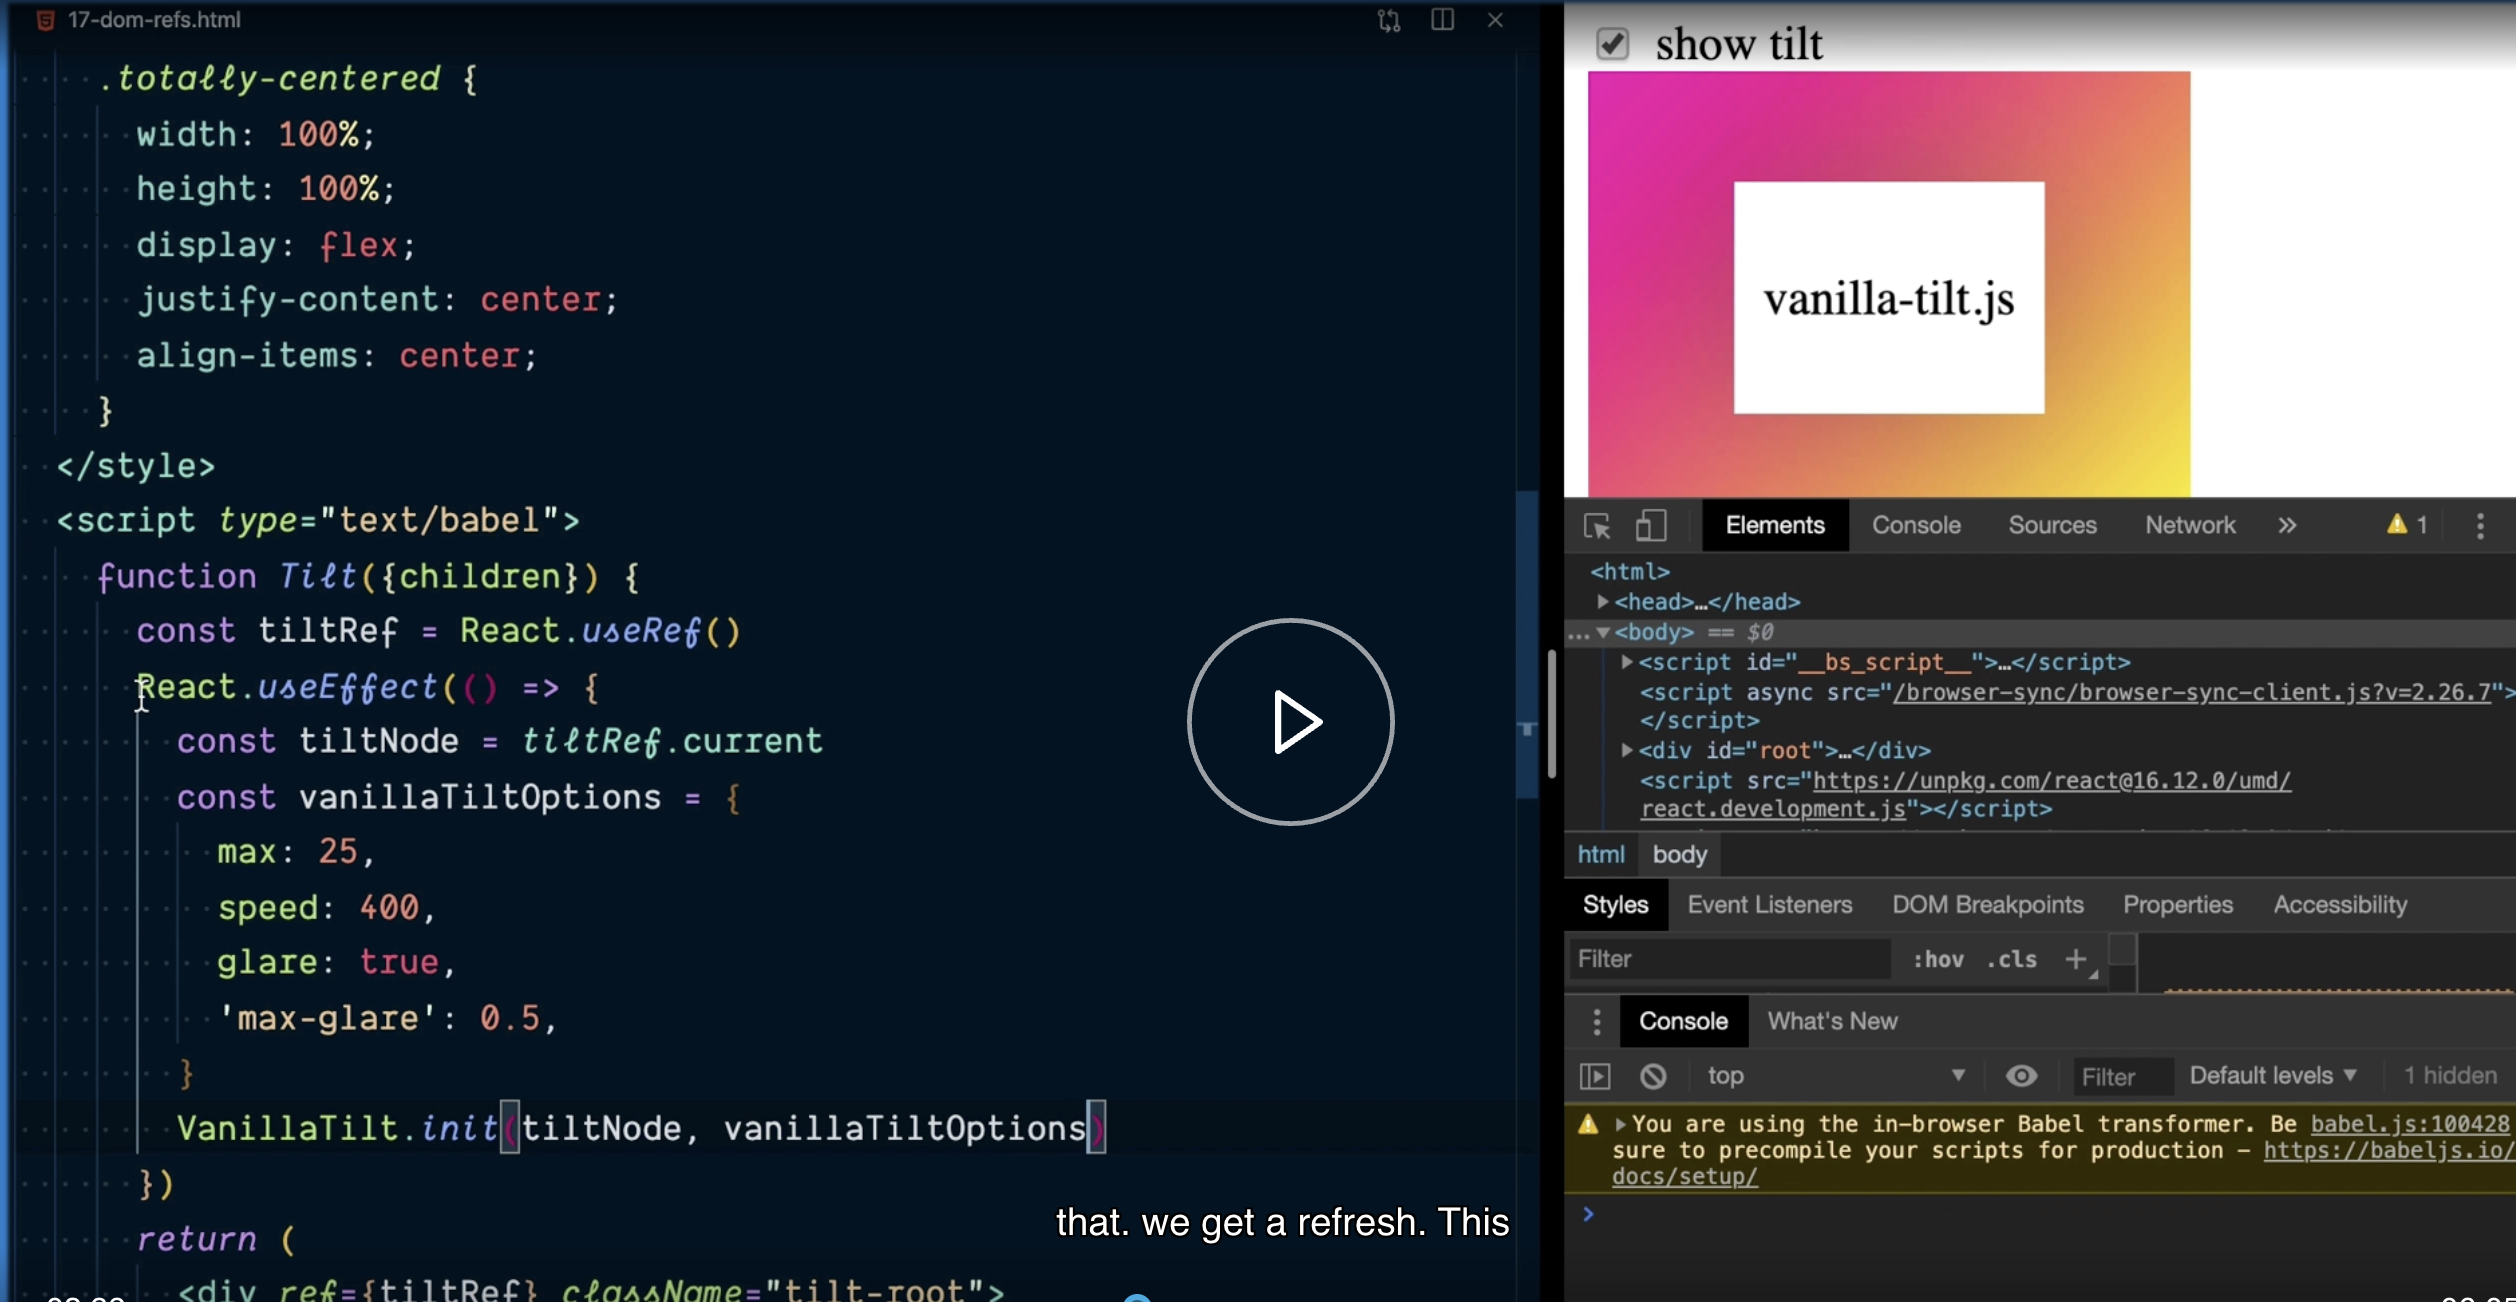 17-dom-refs.html
.totally-centered {
width: 100%;
height: 100%;
display: flex;
justify-content: center;
align-items: center;
}
</style>
<script type="text/babel">
function Tilt({children}) {
const tiltRef = React.useRef()
React.useEffect(() => {
const tiltNode = tiltRef.current
const vanillaTiltOptions = {
max: 25,
speed: 400,
glare: true,
'max-glare': 0.5,
}
VanillaTilt.init(tiltNode, vanillaTiltOptions)
})
return (
<div ref={tiltRef} className="tilt-root">
that. we get a refresh. This
show tilt
vanilla-tilt.js
Elements Console Sources Network » 1
<html>
<head>…</head>
… <body> == $0
<script id="__bs_script__">…</script>
<script async src="/browser-sync/browser-sync-client.js?v=2.26.7">
</script>
<div id="root">…</div>
<script src="https://unpkg.com/react@16.12.0/umd/
react.development.js"></script>
html body
Styles Event Listeners DOM Breakpoints Properties Accessibility
Filter :hov .cls +
Console What's New
top Filter Default levels 1 hidden
You are using the in-browser Babel transformer. Be babel.js:100428
sure to precompile your scripts for production – https://babeljs.io/
docs/setup/
>